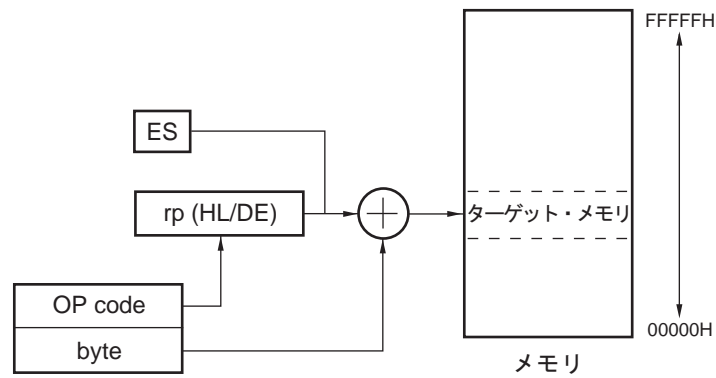 FFFFFH
ES
rp (HL/DE)
ターゲット・メモリ
OP code
byte
00000H
メモリ